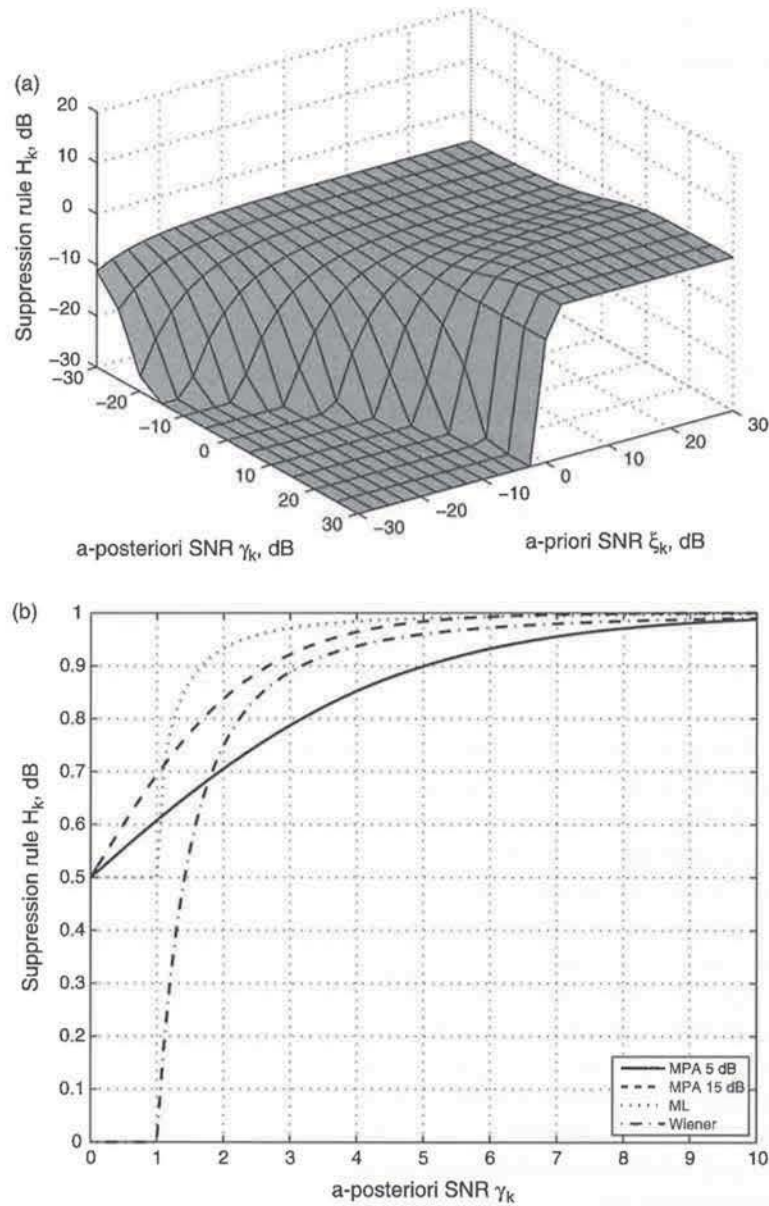 (a)
Suppression rule Hₖ, dB
20
10
0
−10
−20
−30
−30
−20
−10
0
10
20
30
a-posteriori SNR γₖ, dB
−30
−20
−10
0
10
20
30
a-priori SNR ξₖ, dB
(b)
Suppression rule Hₖ, dB
1
0.9
0.8
0.7
0.6
0.5
0.4
0.3
0.2
0.1
0
0 1 2 3 4 5 6 7 8 9 10
a-posteriori SNR γₖ
MPA 5 dB
MPA 15 dB
ML
Wiener